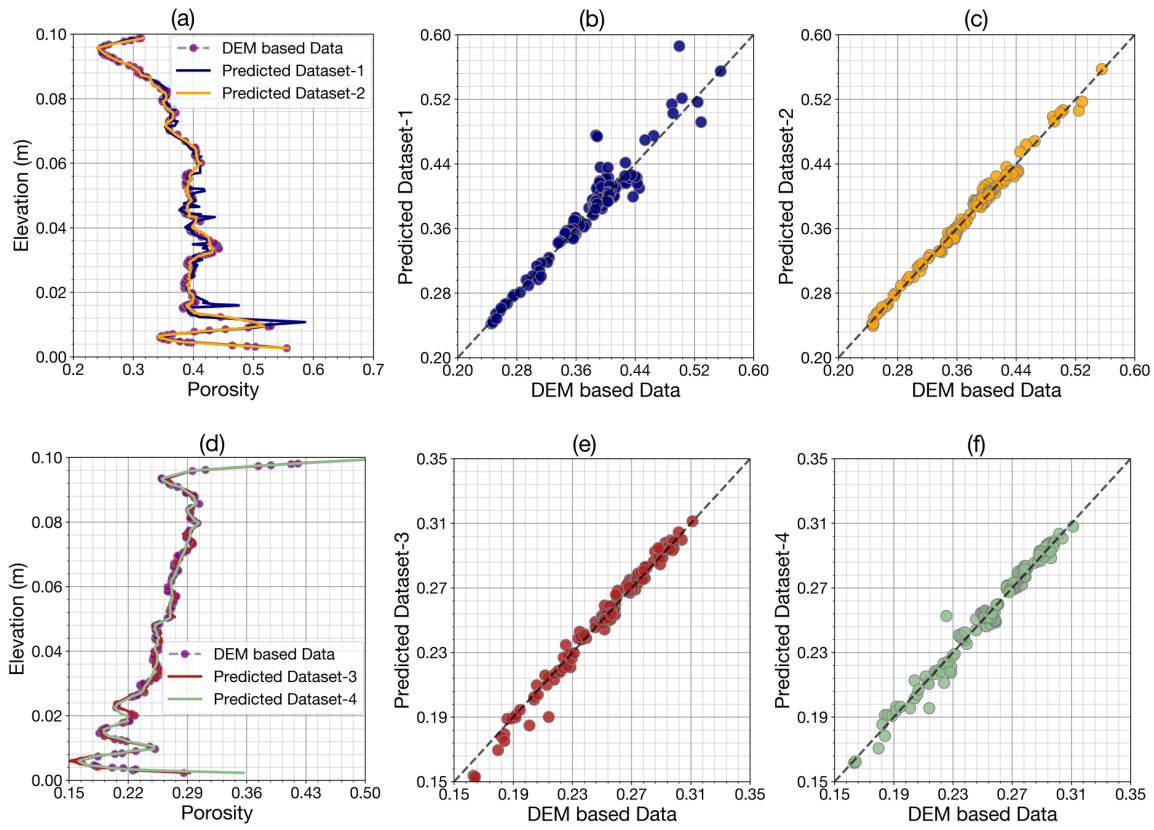 (a)
0.10
0.08
0.06
0.04
0.02
0.00
Elevation (m)
DEM based Data
Predicted Dataset-1
Predicted Dataset-2
0.2 0.3 0.4 0.5 0.6 0.7
Porosity
(b)
0.60
0.52
0.44
0.36
0.28
0.20
Predicted Dataset-1
0.20 0.28 0.36 0.44 0.52 0.60
DEM based Data
(c)
0.60
0.52
0.44
0.36
0.28
0.20
Predicted Dataset-2
0.20 0.28 0.36 0.44 0.52 0.60
DEM based Data
(d)
0.10
0.08
0.06
0.04
0.02
0.00
Elevation (m)
DEM based Data
Predicted Dataset-3
Predicted Dataset-4
0.15 0.22 0.29 0.36 0.43 0.50
Porosity
(e)
0.35
0.31
0.27
0.23
0.19
0.15
Predicted Dataset-3
0.15 0.19 0.23 0.27 0.31 0.35
DEM based Data
(f)
0.35
0.31
0.27
0.23
0.19
0.15
Predicted Dataset-4
0.15 0.19 0.23 0.27 0.31 0.35
DEM based Data